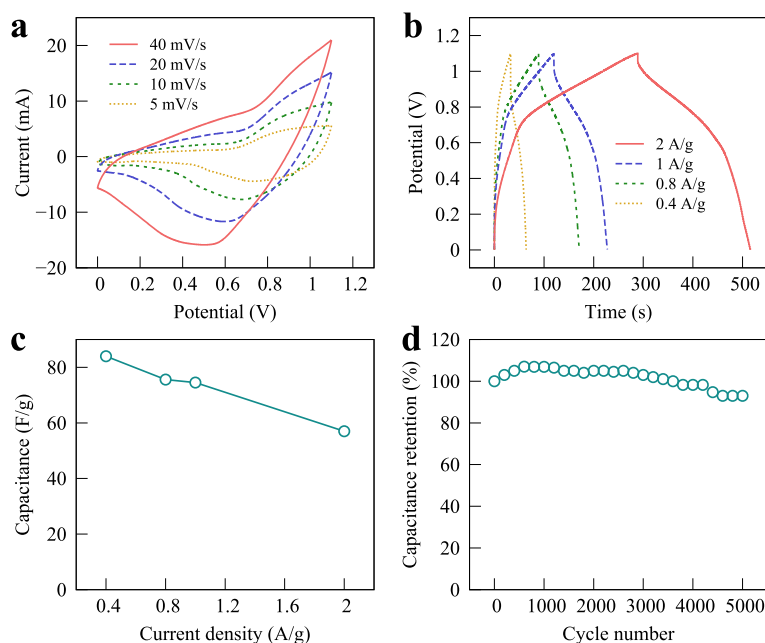 a
20
10
0
−10
−20
Current (mA)
40 mV/s
20 mV/s
10 mV/s
5 mV/s
0 0.2 0.4 0.6 0.8 1.0 1.2
Potential (V)
b
1.2
1.0
0.8
0.6
0.4
0.2
0
Potential (V)
2 A/g
1 A/g
0.8 A/g
0.4 A/g
0 100 200 300 400 500
Time (s)
c
80
60
40
20
0
Capacitance (F/g)
0.4 0.8 1.2 1.6 2
Current density (A/g)
d
120
100
80
60
40
20
0
Capacitance retention (%)
0 1000 2000 3000 4000 5000
Cycle number